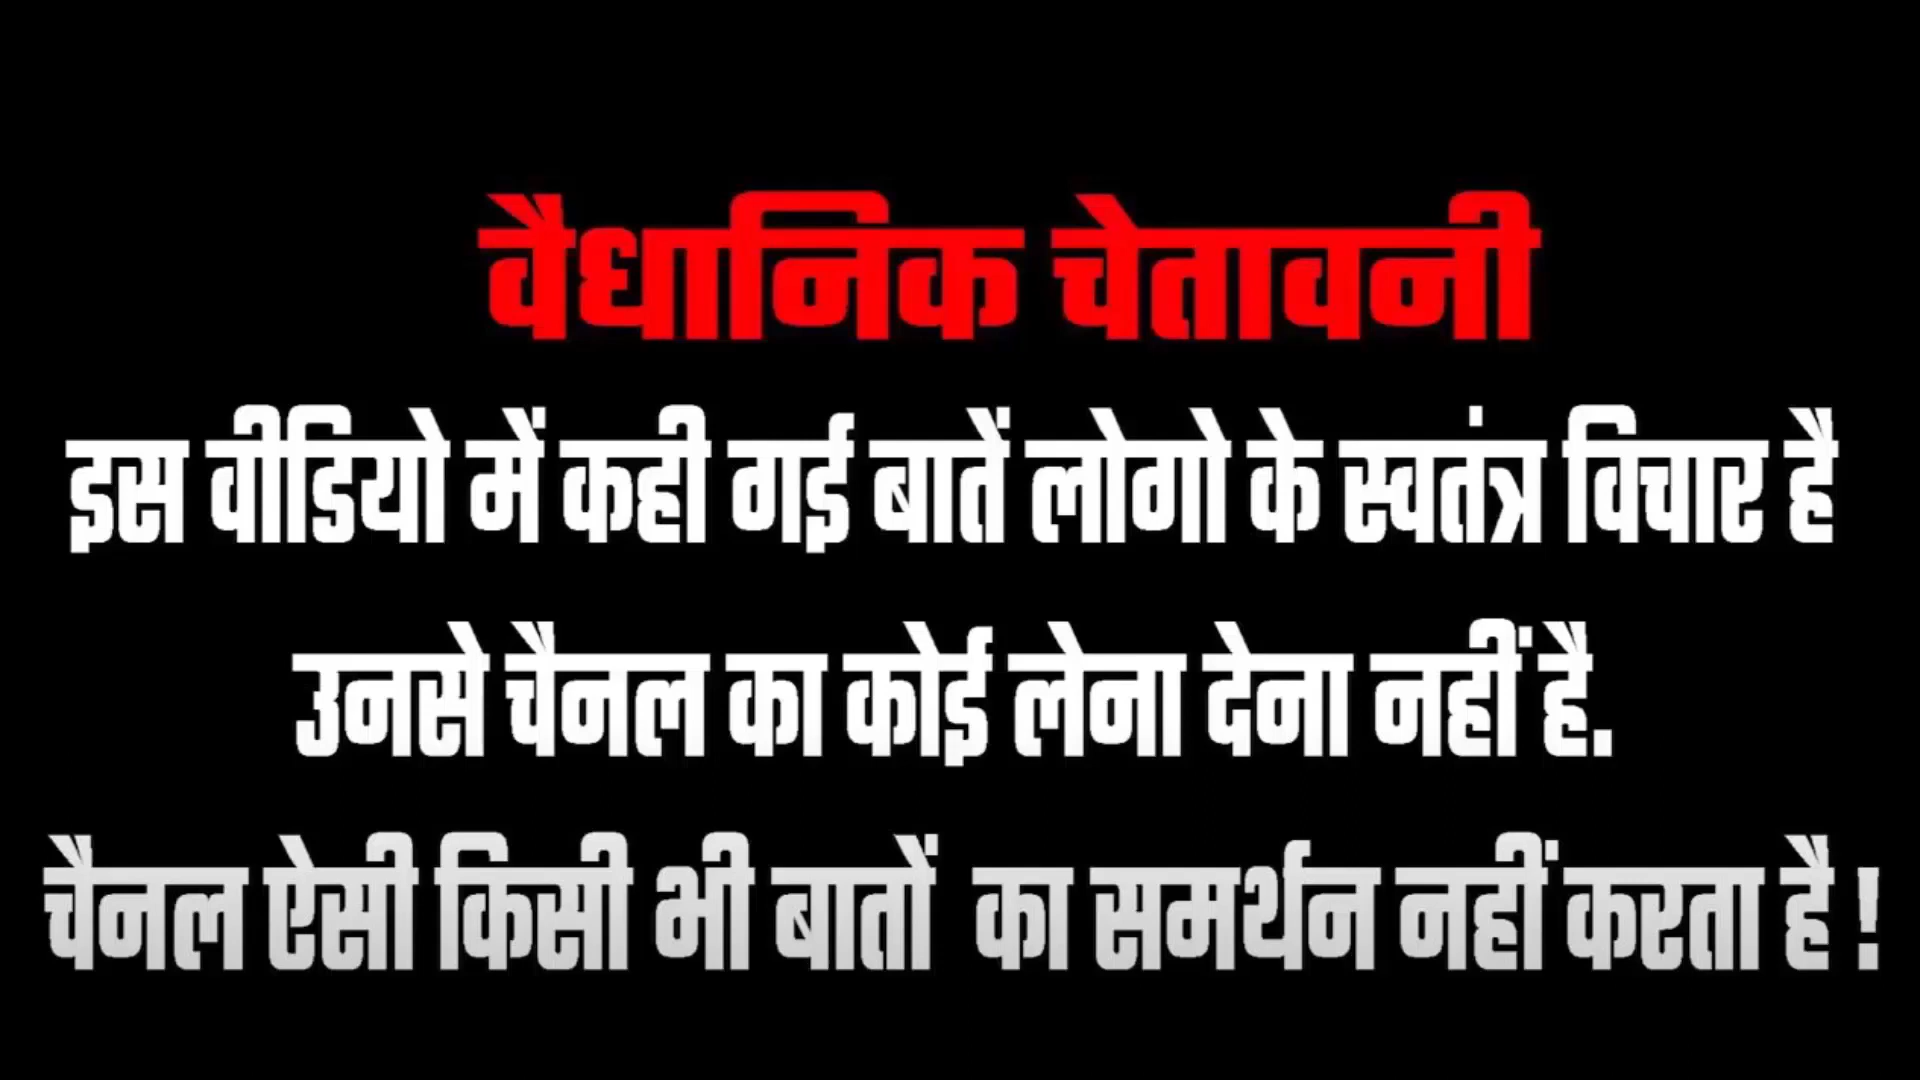 वैधानिक चेतावनी
इस वीडियो में कही गई बातें लोगो के स्वतंत्र विचार है
उनसे चैनल का कोई लेना देना नहीं है.
चैनल ऐसी किसी भी बातों का समर्थन नहीं करता है !